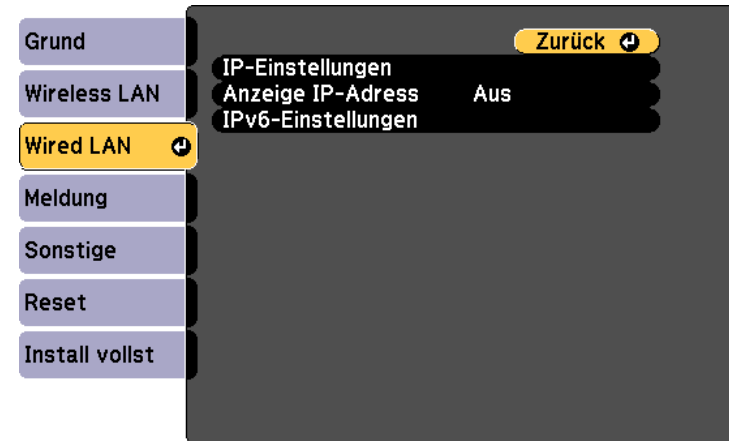 Grund
Wireless LAN
Wired LAN
Meldung
Sonstige
Reset
Install vollst
Zurück
IP-Einstellungen
Anzeige IP-Adress Aus
IPv6-Einstellungen